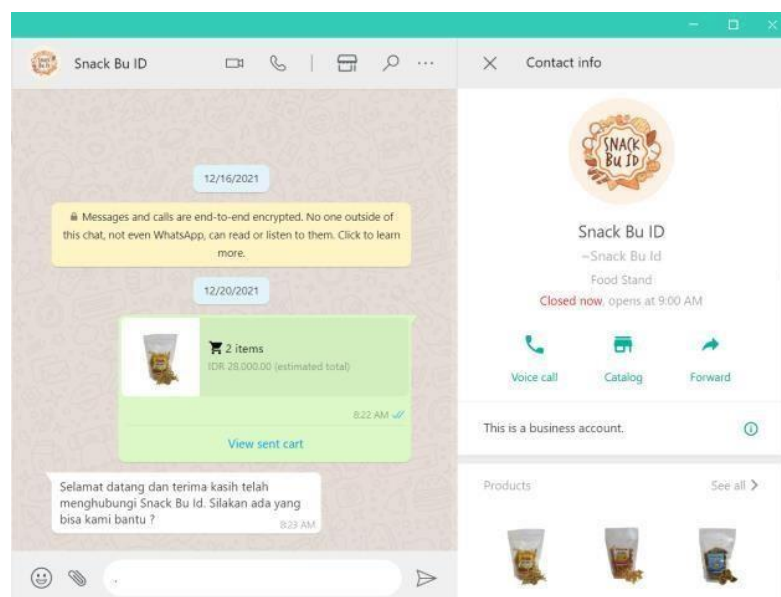 Snack Bu ID
Contact info
12/16/2021
Messages and calls are end-to-end encrypted. No one outside of
this chat, not even WhatsApp, can read or listen to them. Click to learn
more.
12/20/2021
2 items
IDR 28,000.00 (estimated total)
8:22 AM
View sent cart
Selamat datang dan terima kasih telah
menghubungi Snack Bu Id. Silakan ada yang
bisa kami bantu ?
8:23 AM
.
SNACK
BU ID
Snack Bu ID
~Snack Bu Id
Food Stand
Closed now, opens at 9:00 AM
Voice call
Catalog
Forward
This is a business account.
Products
See all